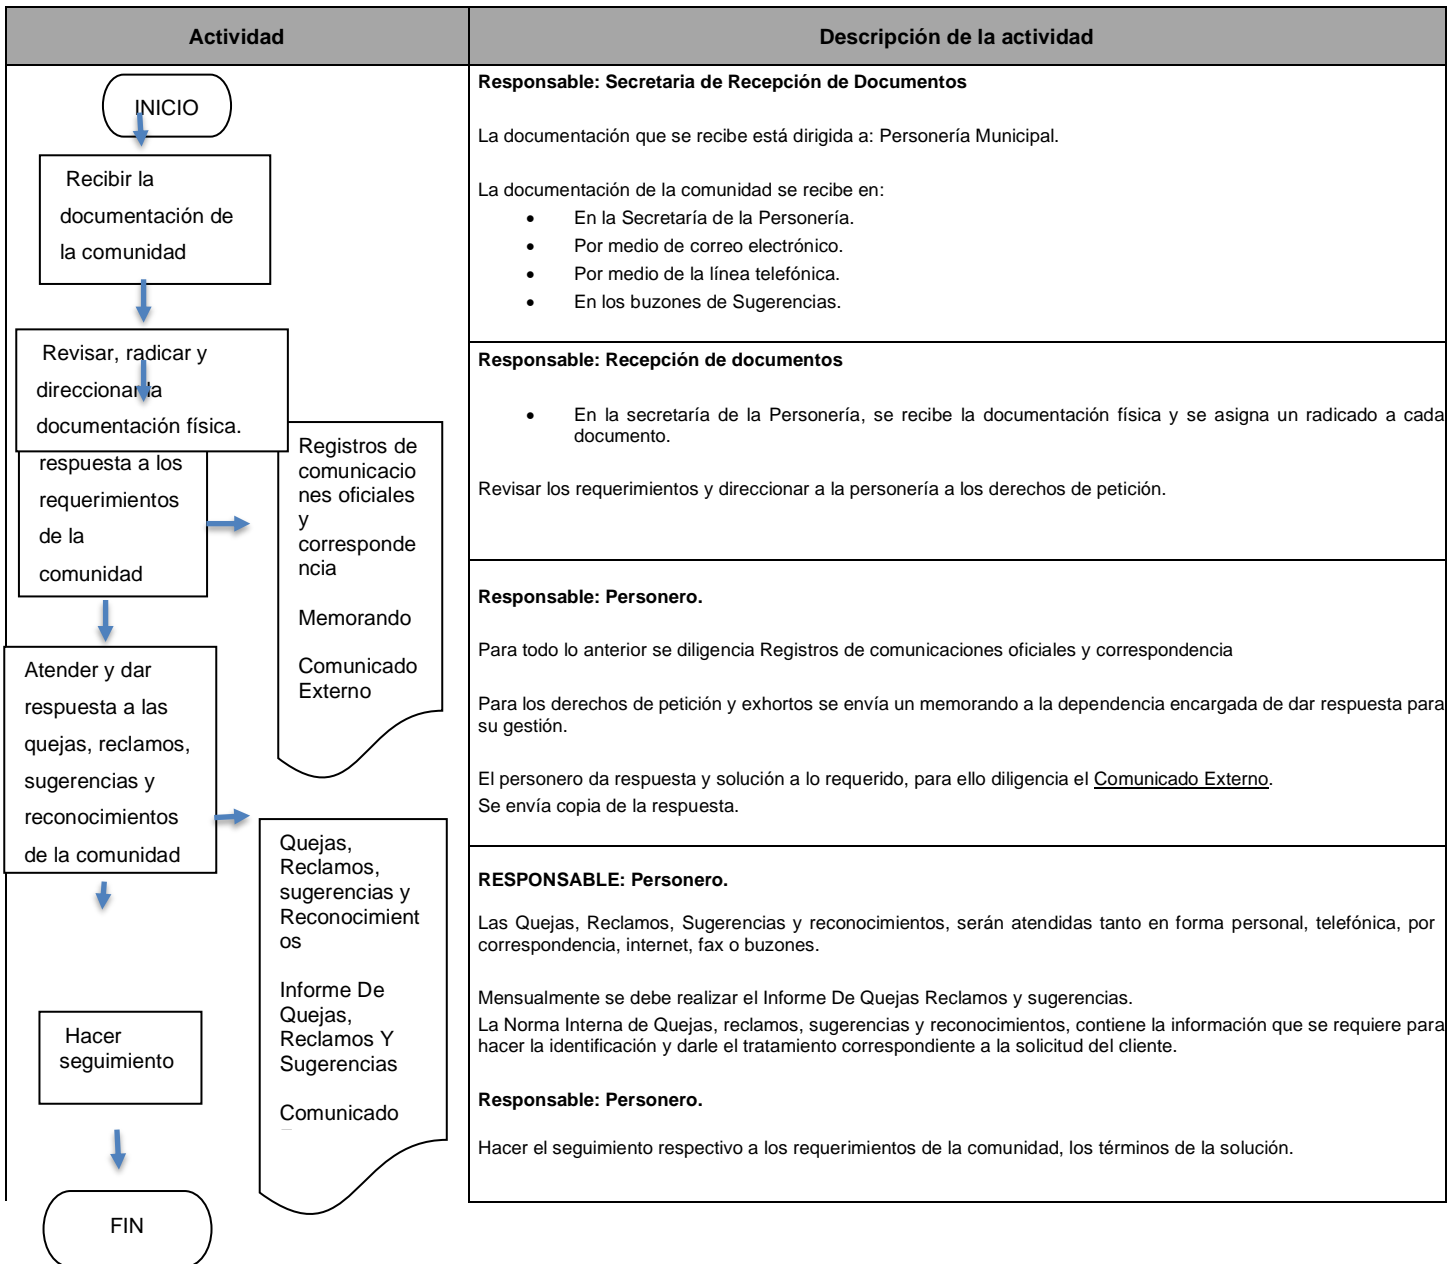 Actividad
Descripción de la actividad
INICIO
Recibir la
documentación de
la comunidad
Revisar, radicar y
direccionar la
documentación física.
respuesta a los
requerimientos
de la
comunidad
Registros de
comunicacio
nes oficiales
y
corresponde
ncia
Memorando
Comunicado
Externo
Atender y dar
respuesta a las
quejas, reclamos,
sugerencias y
reconocimientos
de la comunidad
Quejas,
Reclamos,
sugerencias y
Reconocimient
os
Informe De
Quejas,
Reclamos Y
Sugerencias
Comunicado
Hacer
seguimiento
FIN
Responsable: Secretaria de Recepción de Documentos
La documentación que se recibe está dirigida a: Personería Municipal.
La documentación de la comunidad se recibe en:
• En la Secretaría de la Personería.
• Por medio de correo electrónico.
• Por medio de la línea telefónica.
• En los buzones de Sugerencias.
Responsable: Recepción de documentos
• En la secretaría de la Personería, se recibe la documentación física y se asigna un radicado a cada
documento.
Revisar los requerimientos y direccionar a la personería a los derechos de petición.
Responsable: Personero.
Para todo lo anterior se diligencia Registros de comunicaciones oficiales y correspondencia
Para los derechos de petición y exhortos se envía un memorando a la dependencia encargada de dar respuesta para
su gestión.
El personero da respuesta y solución a lo requerido, para ello diligencia el Comunicado Externo.
Se envía copia de la respuesta.
RESPONSABLE: Personero.
Las Quejas, Reclamos, Sugerencias y reconocimientos, serán atendidas tanto en forma personal, telefónica, por
correspondencia, internet, fax o buzones.
Mensualmente se debe realizar el Informe De Quejas Reclamos y sugerencias.
La Norma Interna de Quejas, reclamos, sugerencias y reconocimientos, contiene la información que se requiere para
hacer la identificación y darle el tratamiento correspondiente a la solicitud del cliente.
Responsable: Personero.
Hacer el seguimiento respectivo a los requerimientos de la comunidad, los términos de la solución.